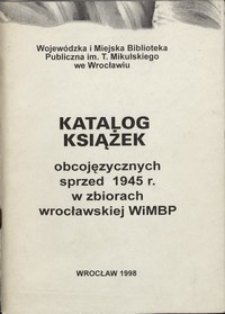 Wojewódzka i Miejska Biblioteka
Publiczna im. T. Mikulskiego
we Wrocławiu
KATALOG
KSIĄŻEK
obcojęzycznych
sprzed 1945 r.
w zbiorach
wrocławskiej WiMBP
WROCŁAW 1998